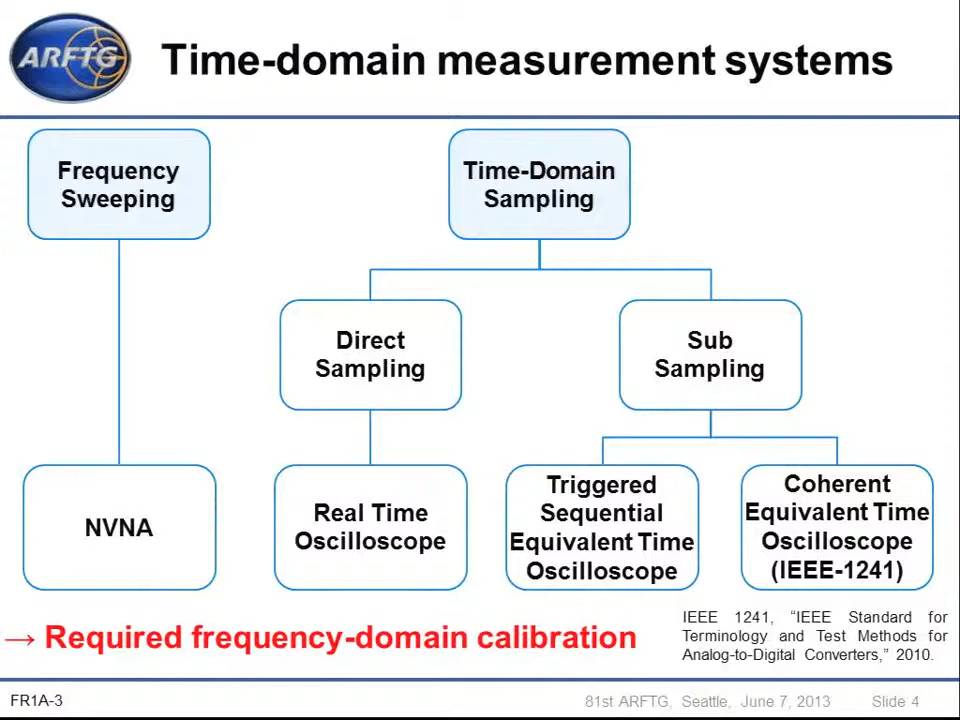 ARFTG
Time-domain measurement systems
Frequency
Sweeping
Time-Domain
Sampling
Direct
Sampling
Sub
Sampling
NVNA
Real Time
Oscilloscope
Triggered
Sequential
Equivalent Time
Oscilloscope
Coherent
Equivalent Time
Oscilloscope
(IEEE-1241)
→ Required frequency-domain calibration
IEEE 1241, “IEEE Standard for
Terminology and Test Methods for
Analog-to-Digital Converters,” 2010.
FR1A-3
81st ARFTG, Seattle, June 7, 2013
Slide 4